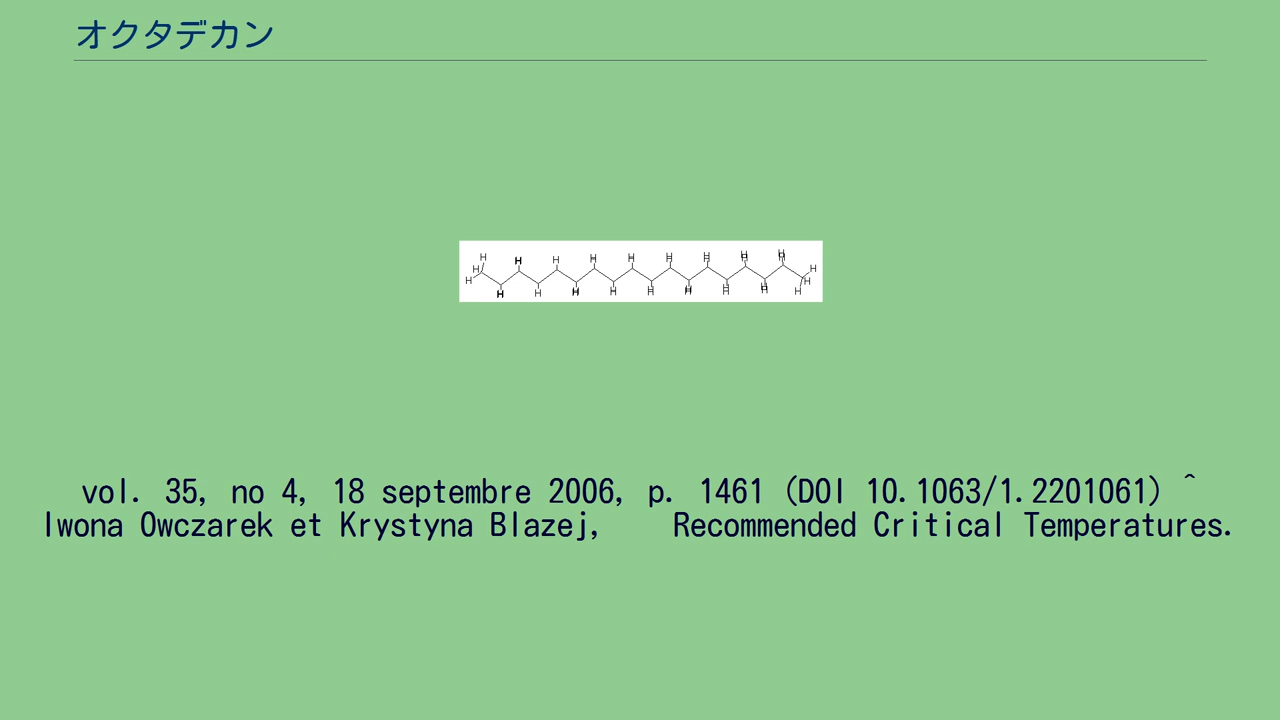 オクタデカン
H H H H H H H H H H H H H H H H H H H H H H
vol. 35, no 4, 18 septembre 2006, p. 1461 (DOI 10.1063/1.2201061) ^
Iwona Owczarek et Krystyna Blazej, Recommended Critical Temperatures.